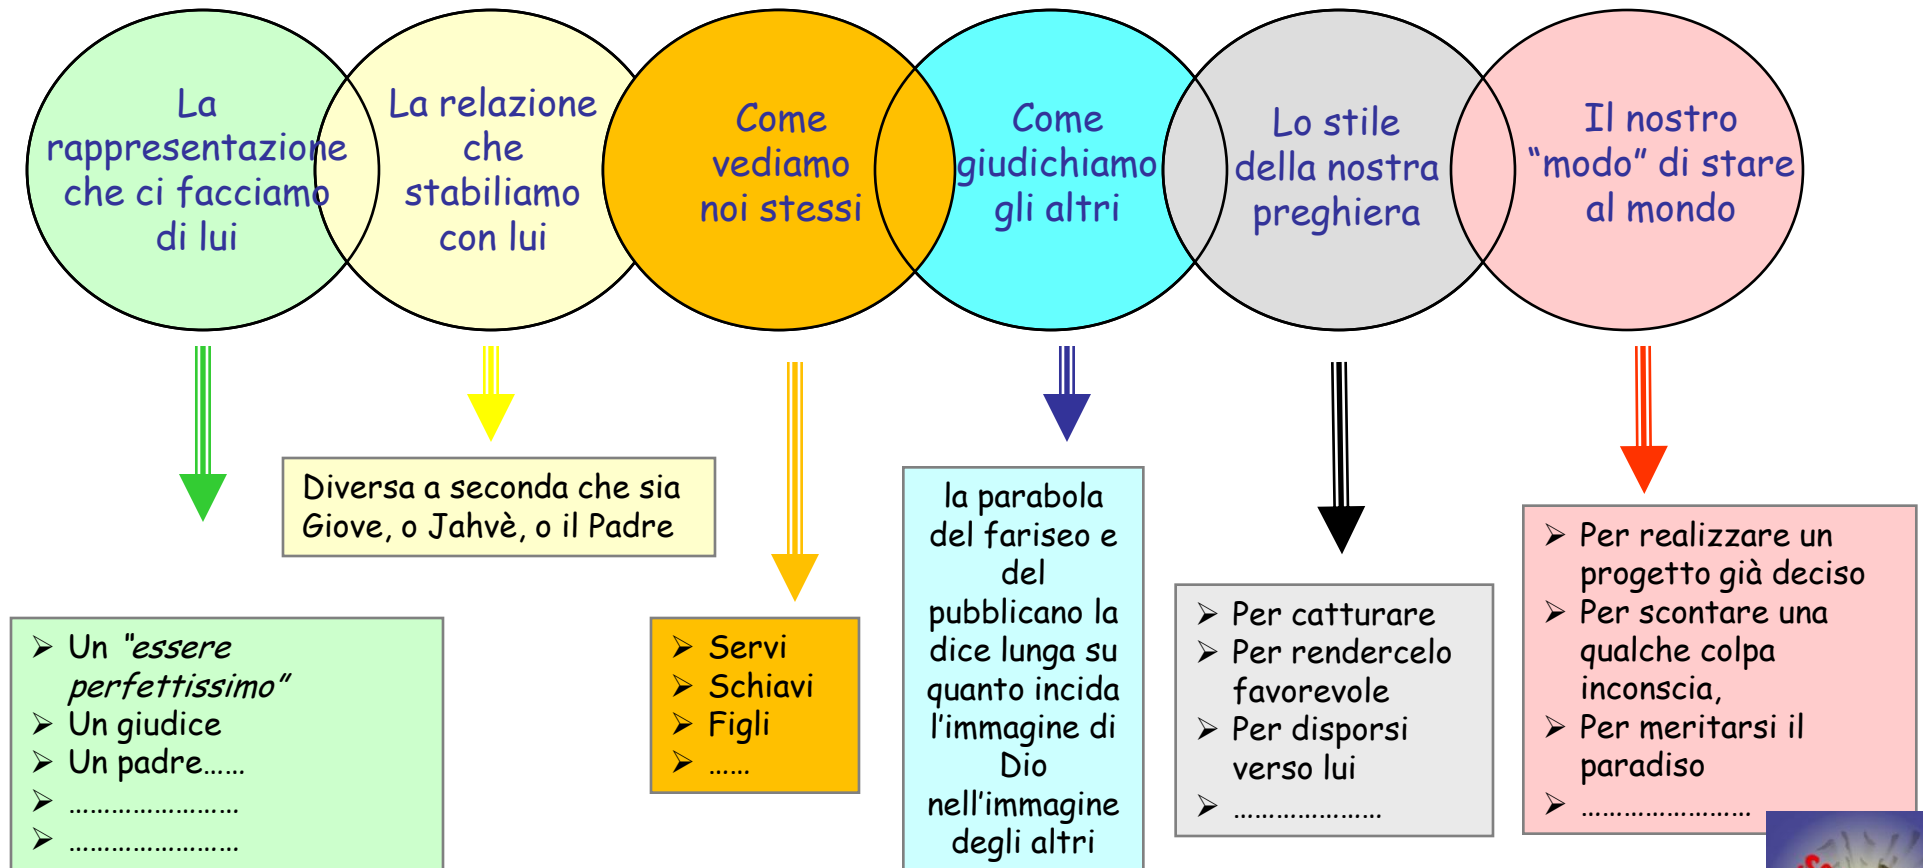 La
rappresentazione
che ci facciamo
di lui
La relazione
che
stabiliamo
con lui
Come
vediamo
noi stessi
Come
giudichiamo
gli altri
Lo stile
della nostra
preghiera
Il nostro
“modo” di stare
al mondo
➢ Un “essere
perfettissimo”
➢ Un giudice
➢ Un padre……
➢ ……………………
➢ ……………………
Diversa a seconda che sia
Giove, o Jahvè, o il Padre
➢ Servi
➢ Schiavi
➢ Figli
➢ ……
la parabola
del fariseo e
del
pubblicano la
dice lunga su
quanto incida
l'immagine di
Dio
nell'immagine
degli altri
➢ Per catturare
➢ Per rendercelo
favorevole
➢ Per disporsi
verso lui
➢ …………………
➢ Per realizzare un
progetto già deciso
➢ Per scontare una
qualche colpa
inconscia,
➢ Per meritarsi il
paradiso
➢ ……………………